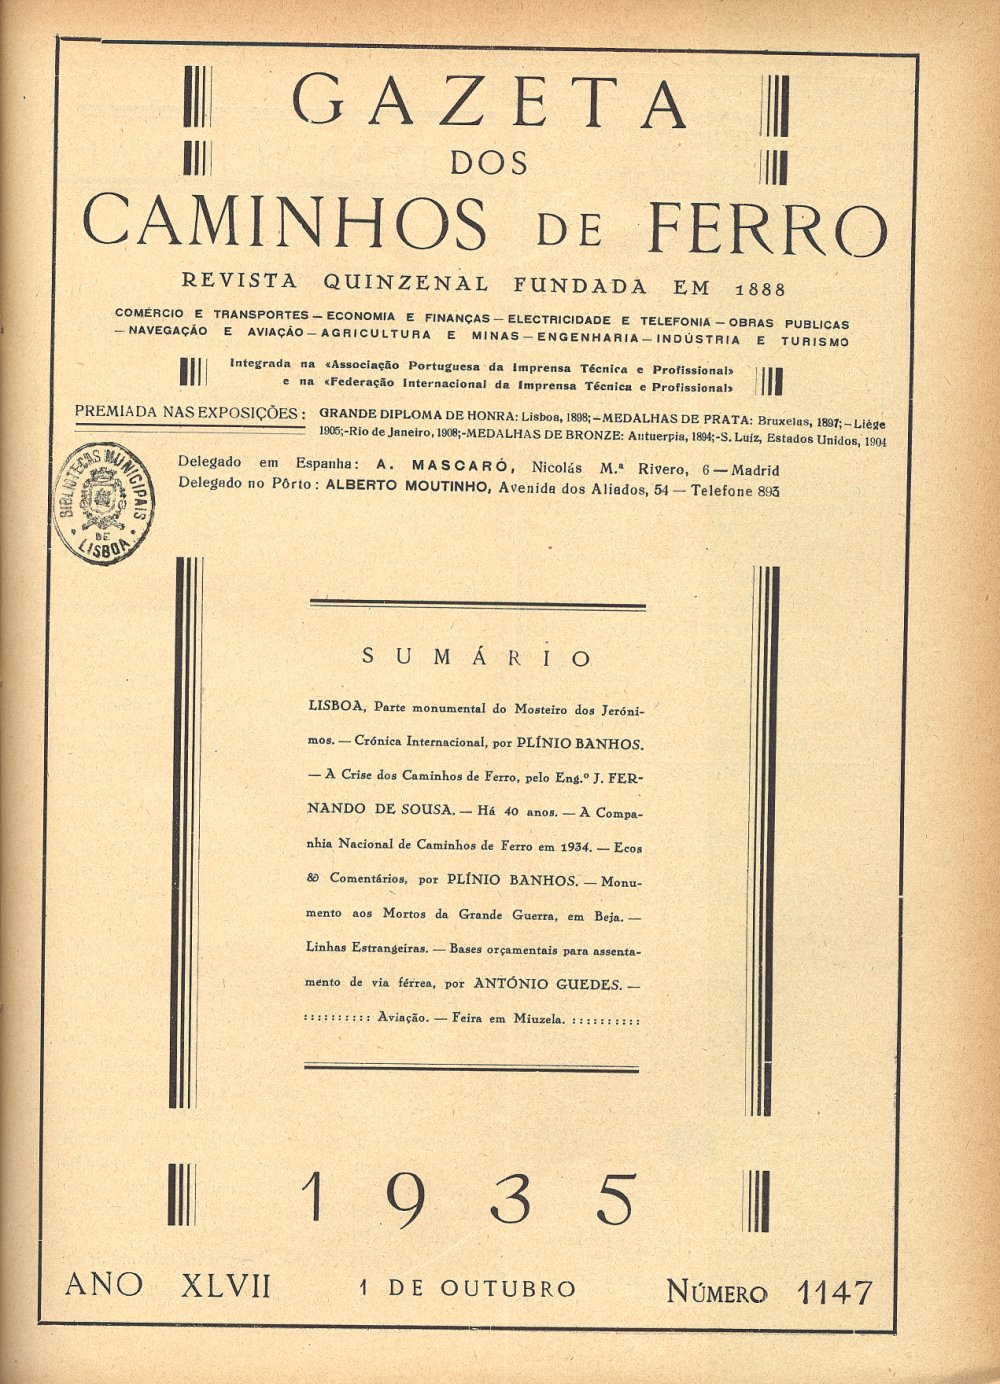 GAZETA
DOS
CAMINHOS DE FERRO
REVISTA QUINZENAL FUNDADA EM 1888
COMÉRCIO E TRANSPORTES — ECONOMIA E FINANÇAS — ELECTRICIDADE E TELEFONIA — OBRAS PUBLICAS
— NAVEGAÇÃO E AVIAÇÃO — AGRICULTURA E MINAS — ENGENHARIA — INDÚSTRIA E TURISMO
Integrada na «Associação Portuguesa da Imprensa Técnica e Profissional»
e na «Federação Internacional da Imprensa Técnica e Profissional»
PREMIADA NAS EXPOSIÇÕES: GRANDE DIPLOMA DE HONRA: Lisboa, 1898;—MEDALHAS DE PRATA: Bruxelas, 1897;—Liège
1905;-Rio de Janeiro, 1908;-MEDALHAS DE BRONZE: Antuerpia, 1894;-S. Luíz, Estados Unidos, 1904
BIBLIOTECAS MUNICIPAIS
DE
LISBOA
Delegado em Espanha: A. MASCARÓ, Nicolás M.ª Rivero, 6 — Madrid
Delegado no Pôrto: ALBERTO MOUTINHO, Avenida dos Aliados, 54 — Telefone 893
SUMÁRIO
LISBOA, Parte monumental do Mosteiro dos Jeróni-
mos. — Crónica Internacional, por PLÍNIO BANHOS.
— A Crise dos Caminhos de Ferro, pelo Eng.º J. FER-
NANDO DE SOUSA. — Há 40 anos. — A Compa-
nhia Nacional de Caminhos de Ferro em 1934. — Ecos
& Comentários, por PLÍNIO BANHOS. — Monu-
mento aos Mortos da Grande Guerra, em Beja. —
Linhas Estrangeiras. — Bases orçamentais para assenta-
mento de via férrea, por ANTÓNIO GUEDES. —
:::::::::: Aviação. — Feira em Miuzela. ::::::::::
1935
ANO XLVII 1 DE OUTUBRO NÚMERO 1147